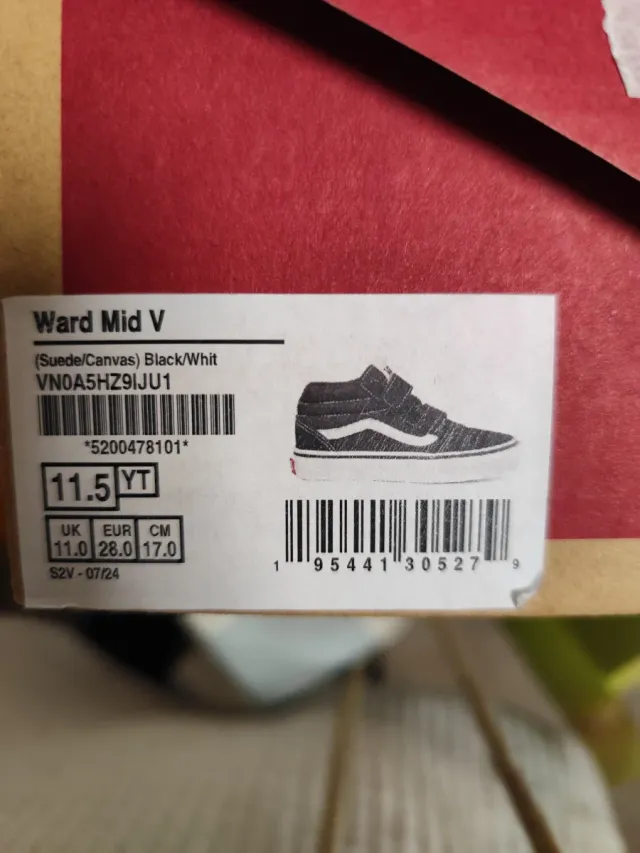 Ward Mid V
(Suede/Canvas) Black/Whit
VN0A5HZ9IJU1
*5200478101*
11.5 YT
UK EUR CM
11.0 28.0 17.0
S2V - 07/24
1 95441 30527 9